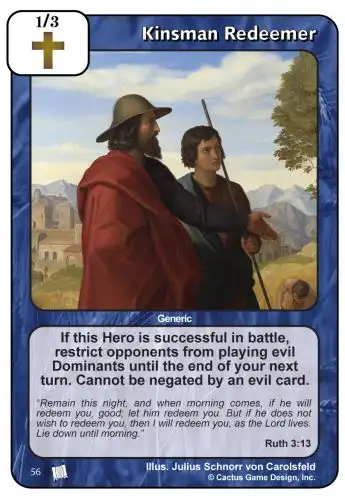 1/3
Kinsman Redeemer
Generic
If this Hero is successful in battle,
restrict opponents from playing evil
Dominants until the end of your next
turn. Cannot be negated by an evil card.
"Remain this night, and when morning comes, if he will
redeem you, good; let him redeem you. But if he does not
wish to redeem you, then I will redeem you, as the Lord lives.
Lie down until morning."
Ruth 3:13
Illus. Julius Schnorr von Carolsfeld
56
© Cactus Game Design, Inc.